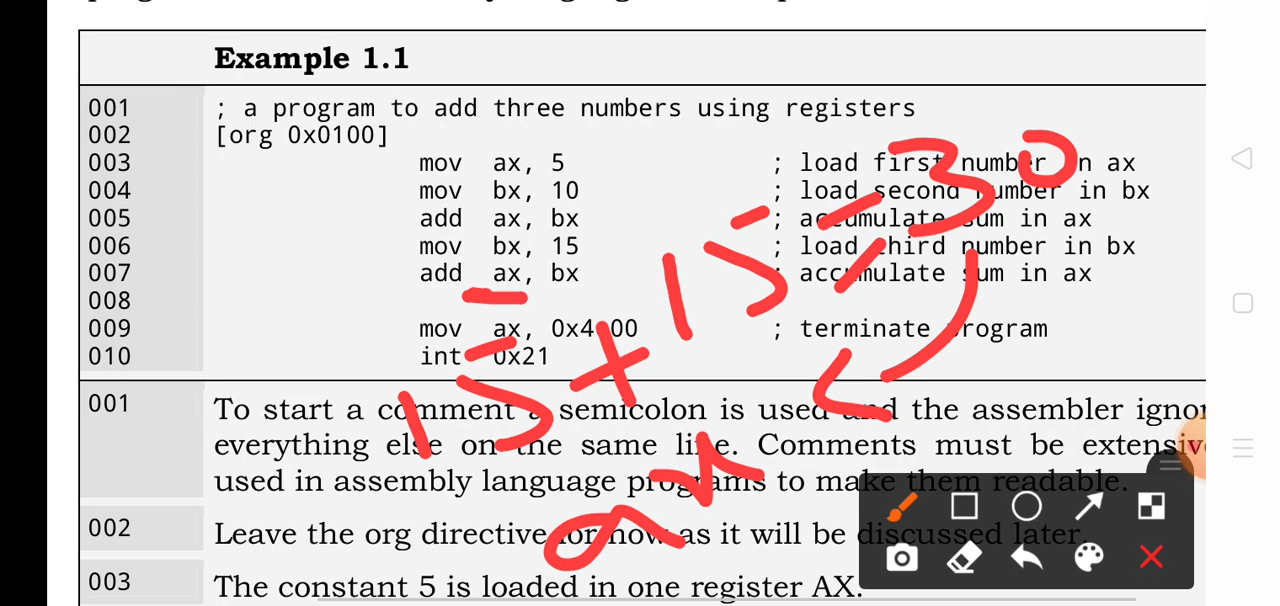 Example 1.1
001 ; a program to add three numbers using registers
002 [org 0x0100]
003 mov ax, 5 ; load first number in ax
004 mov bx, 10 ; load second number in bx
005 add ax, bx ; accumulate sum in ax
006 mov bx, 15 ; load third number in bx
007 add ax, bx ; accumulate sum in ax
008
009 mov ax, 0x4c00 ; terminate program
010 int 0x21
15 + 15 = 30
ax
001 To start a comment a semicolon is used and the assembler ignor
everything else on the same line. Comments must be extensiv
used in assembly language programs to make them readable.
002 Leave the org directive for now as it will be discussed later.
003 The constant 5 is loaded in one register AX.